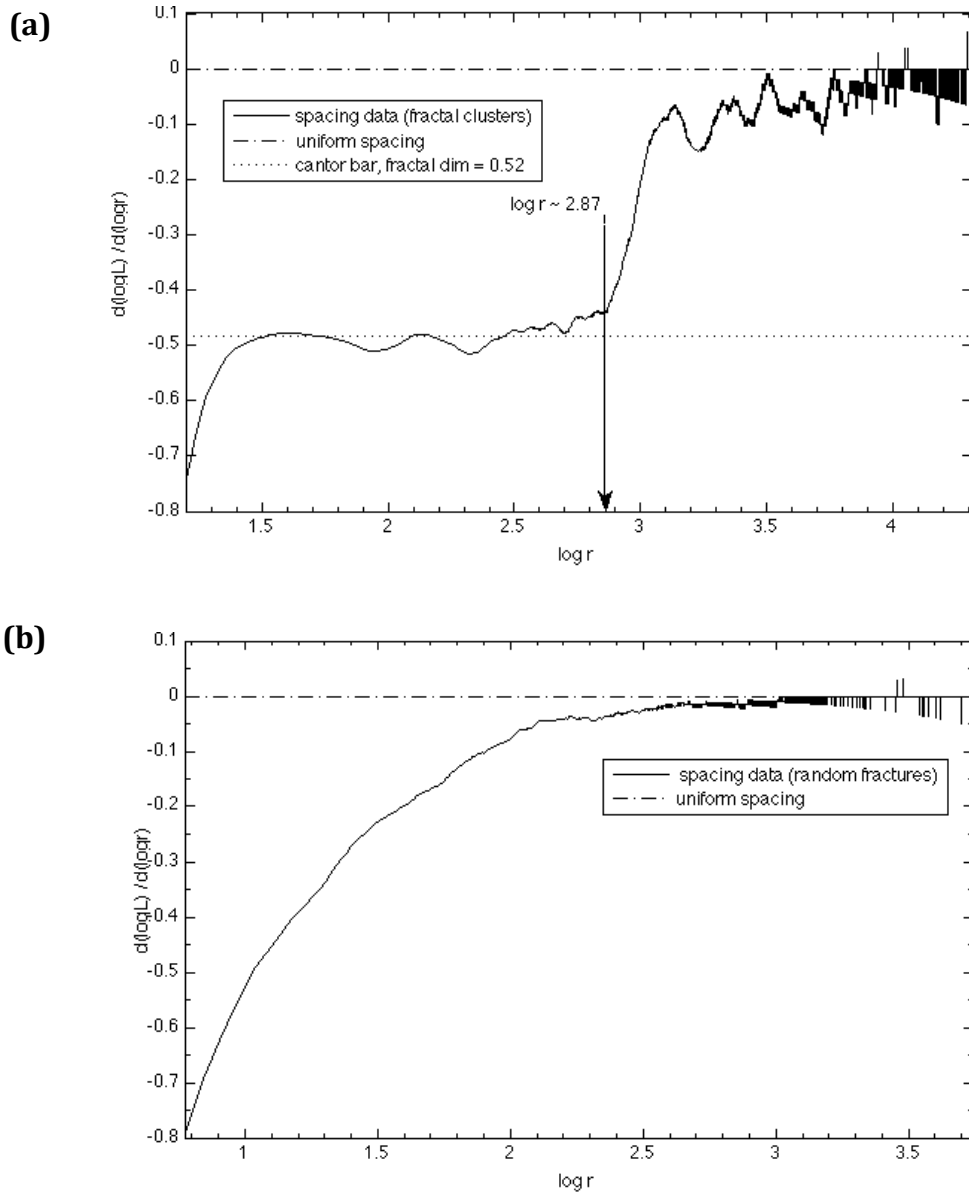 (a)
0.1
0
-0.1
-0.2
-0.3
-0.4
-0.5
-0.6
-0.7
-0.8
d(logL) /d(logr)
spacing data (fractal clusters)
uniform spacing
cantor bar, fractal dim = 0.52
log r ~ 2.87
1.5 2 2.5 3 3.5 4
log r
(b)
0.1
0
-0.1
-0.2
-0.3
-0.4
-0.5
-0.6
-0.7
-0.8
d(logL) /d(logr)
spacing data (random fractures)
uniform spacing
1 1.5 2 2.5 3 3.5
log r